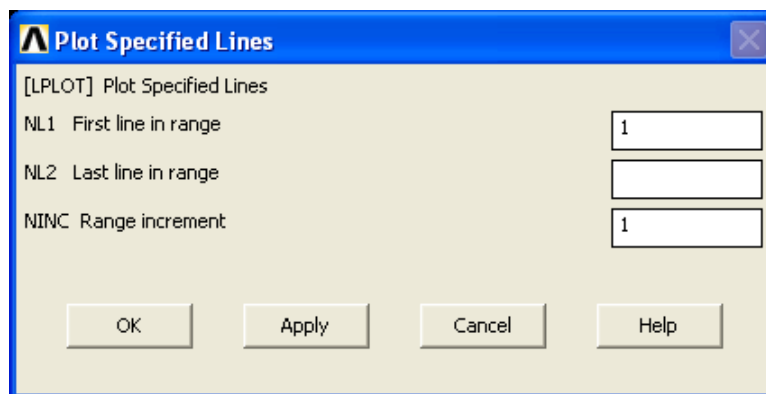 Plot Specified Lines
[LPLOT] Plot Specified Lines
NL1 First line in range 1
NL2 Last line in range
NINC Range increment 1
OK Apply Cancel Help